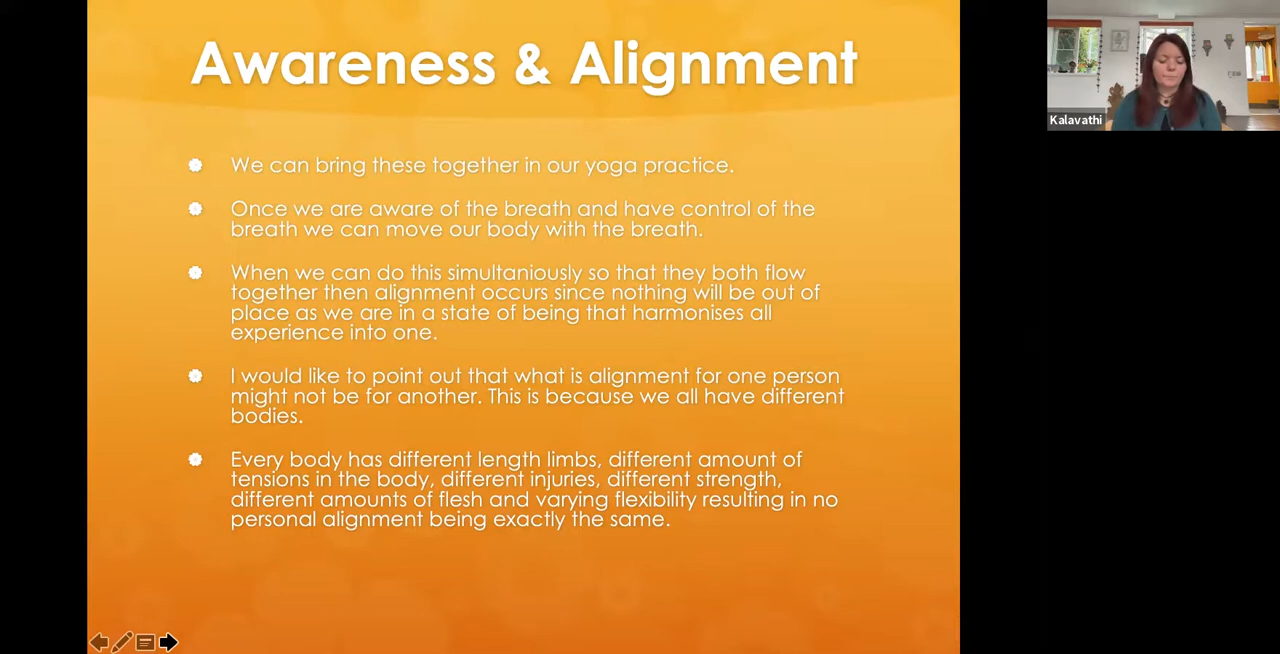 Awareness & Alignment
We can bring these together in our yoga practice.
Once we are aware of the breath and have control of the
breath we can move our body with the breath.
When we can do this simultaniously so that they both flow
together then alignment occurs since nothing will be out of
place as we are in a state of being that harmonises all
experience into one.
I would like to point out that what is alignment for one person
might not be for another. This is because we all have different
bodies.
Every body has different length limbs, different amount of
tensions in the body, different injuries, different strength,
different amounts of flesh and varying flexibility resulting in no
personal alignment being exactly the same.
Kalavathi